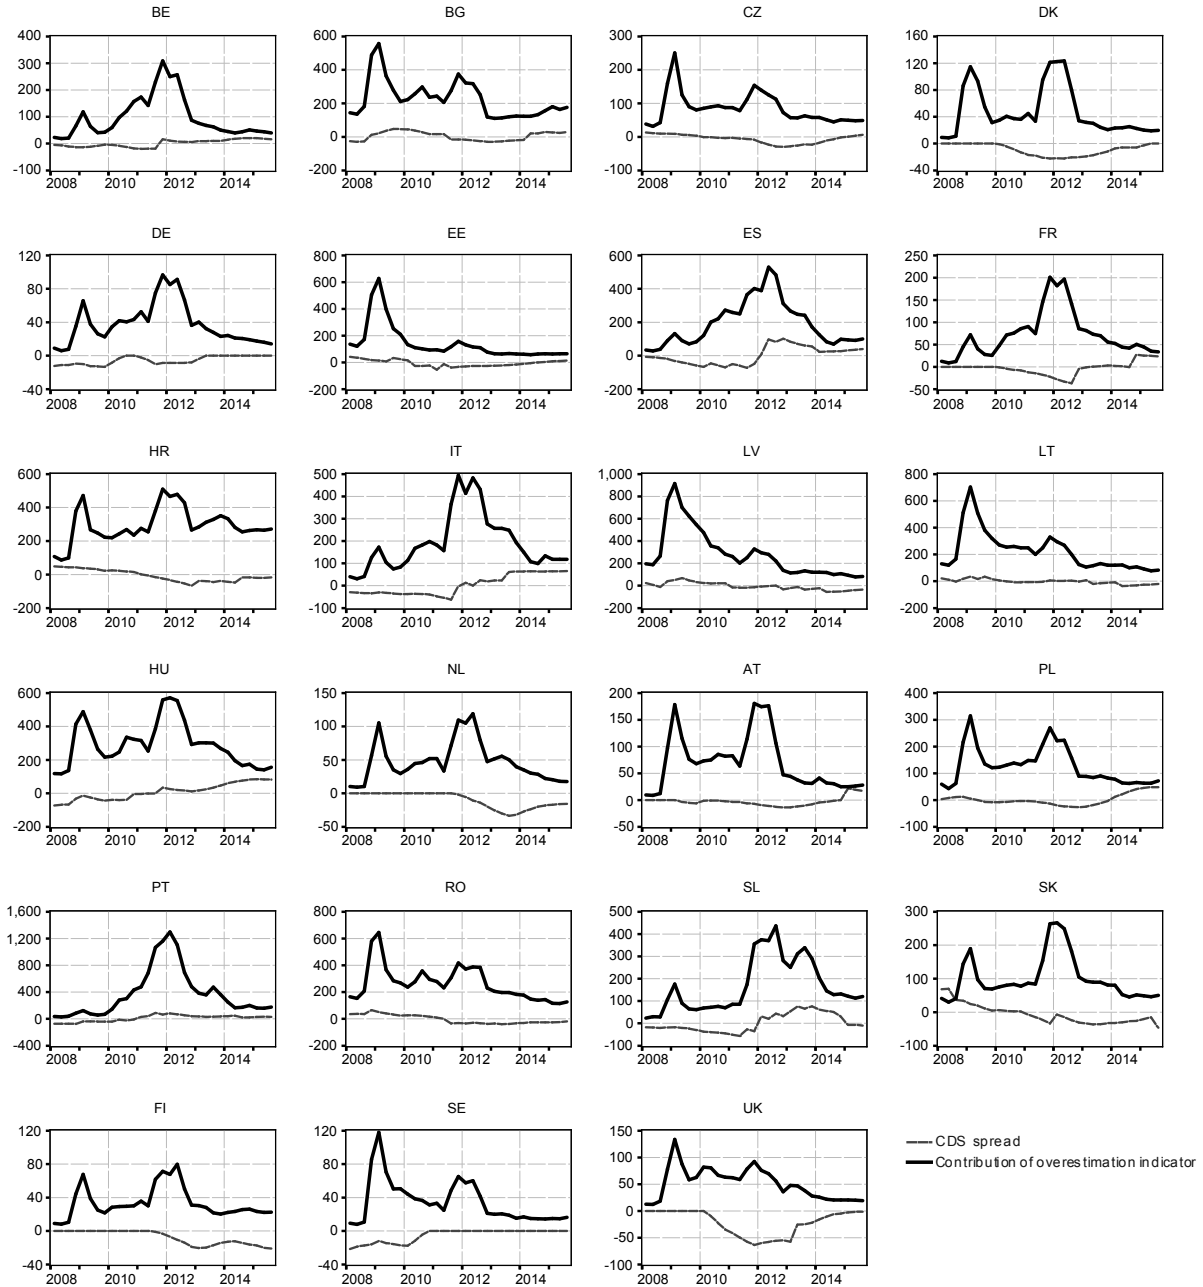 BE BG CZ DK
400 600 300 160
300 400 200 120
200 80
200 100
100 40
0 0
0 0
-100 -200 -100 -40
2008 2010 2012 2014 2008 2010 2012 2014 2008 2010 2012 2014 2008 2010 2012 2014
DE EE ES FR
120 800 600 250
200
80 600 400
150
400
40 200 100
200 50
0 0
0 0
-40 -200 -200 -50
2008 2010 2012 2014 2008 2010 2012 2014 2008 2010 2012 2014 2008 2010 2012 2014
HR IT LV LT
600 500 1,000 800
400 400 800 600
300 600
400
200 200 400
100 200 200
0 0 0 0
-200 -100 -200 -200
2008 2010 2012 2014 2008 2010 2012 2014 2008 2010 2012 2014 2008 2010 2012 2014
HU NL AT PL
600 150 200 400
400 100 150 300
100 200
200 50
50 100
0 0 0 0
-200 -50 -50 -100
2008 2010 2012 2014 2008 2010 2012 2014 2008 2010 2012 2014 2008 2010 2012 2014
PT RO SL SK
1,600 800 500 300
1,200 600 400 200
300
800 400
200 100
400 200 100
0 0 0 0
-400 -200 -100 -100
2008 2010 2012 2014 2008 2010 2012 2014 2008 2010 2012 2014 2008 2010 2012 2014
FI SE UK
120 120 150
CDS spread
80 80 100
Contribution of overestimation indicator
50
40 40
0
0 0 -50
-40 -40 -100
2008 2010 2012 2014 2008 2010 2012 2014 2008 2010 2012 2014